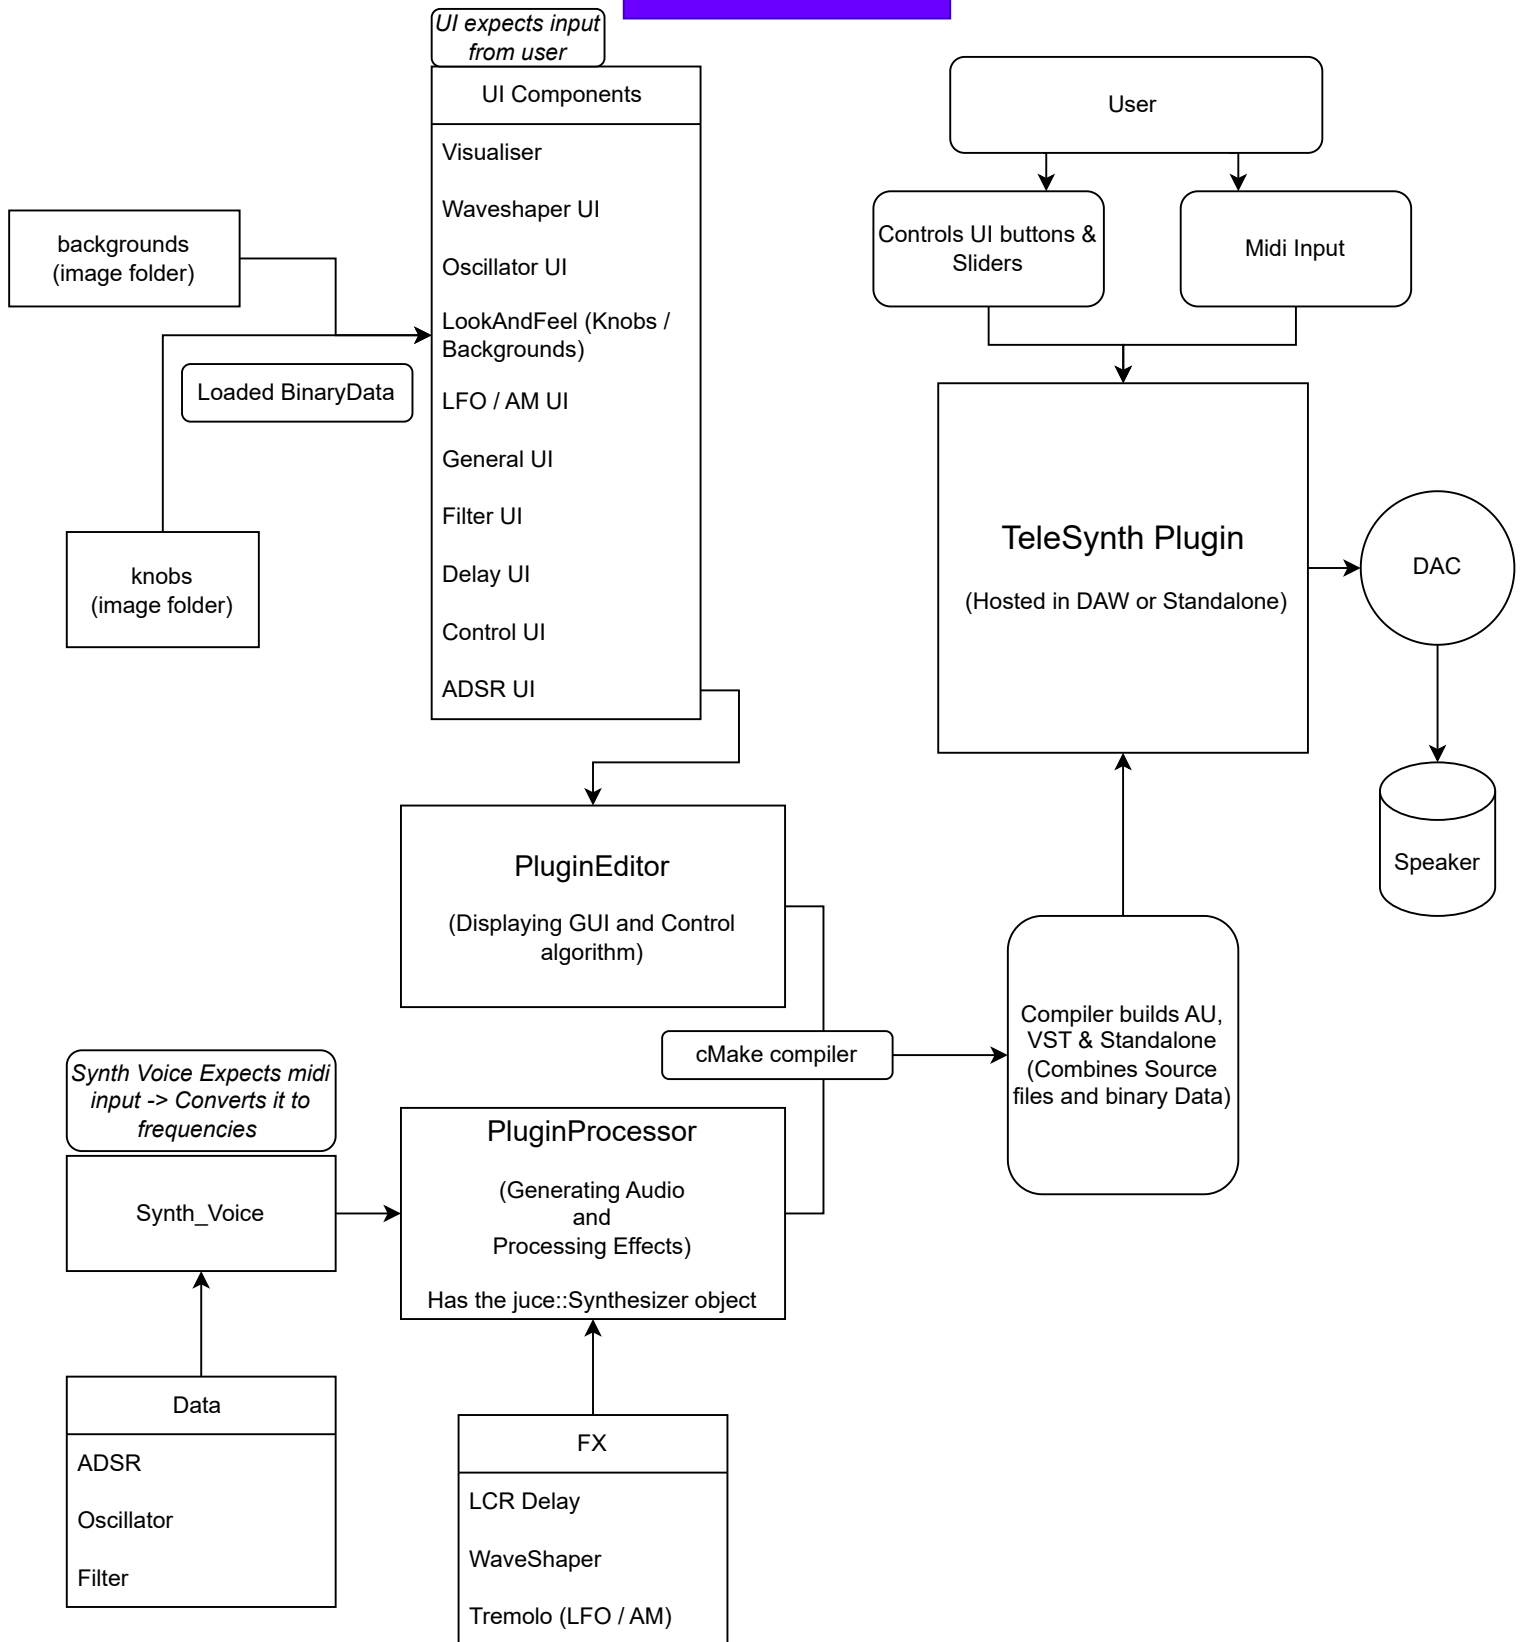 UI expects input
from user
UI Components
Visualiser
Waveshaper UI
Oscillator UI
LookAndFeel (Knobs /
Backgrounds)
LFO / AM UI
General UI
Filter UI
Delay UI
Control UI
ADSR UI
backgrounds
(image folder)
Loaded BinaryData
knobs
(image folder)
User
Controls UI buttons &
Sliders
Midi Input
TeleSynth Plugin
(Hosted in DAW or Standalone)
DAC
Speaker
PluginEditor
(Displaying GUI and Control
algorithm)
cMake compiler
Compiler builds AU,
VST & Standalone
(Combines Source
files and binary Data)
Synth Voice Expects midi
input -> Converts it to
frequencies
Synth_Voice
PluginProcessor
(Generating Audio
and
Processing Effects)
Has the juce::Synthesizer object
Data
ADSR
Oscillator
Filter
FX
LCR Delay
WaveShaper
Tremolo (LFO / AM)